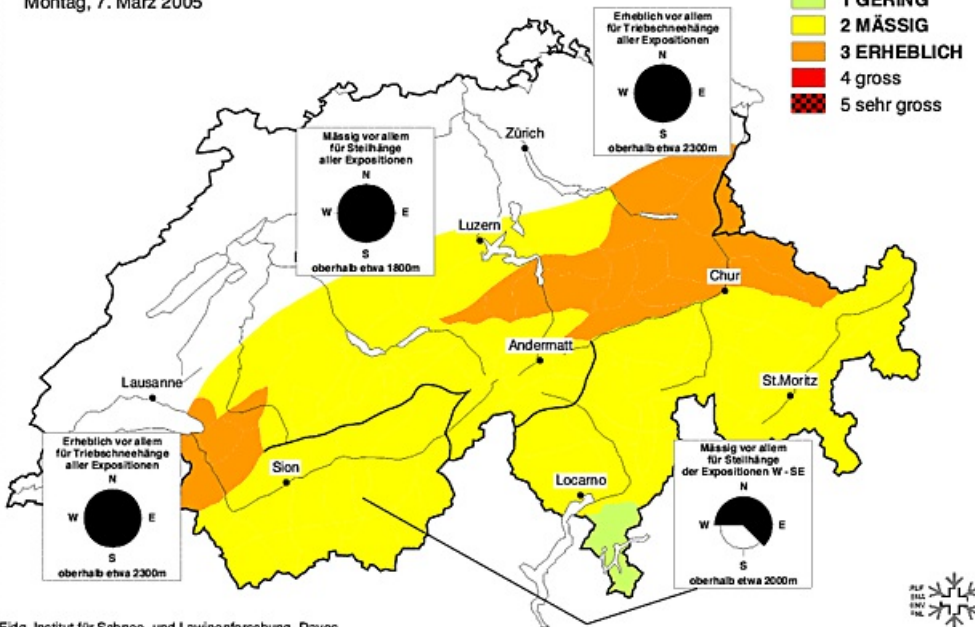 Montag, 7. März 2005
1 GERING
2 MÄSSIG
3 ERHEBLICH
4 gross
5 sehr gross
Erheblich vor allem
für Triebschneehänge
aller Expositionen
N
W E
S
oberhalb etwa 2300m
Mässig vor allem
für Steilhänge
aller Expositionen
N
W E
S
oberhalb etwa 1800m
Zürich
Luzern
Chur
Andermatt
St.Moritz
Lausanne
Sion
Locarno
Erheblich vor allem
für Triebschneehänge
aller Expositionen
N
W E
S
oberhalb etwa 2300m
Mässig vor allem
für Steilhänge
der Expositionen W - SE
N
W E
S
oberhalb etwa 2000m
Eidg. Institut für Schnee- und Lawinenforschung, Davos